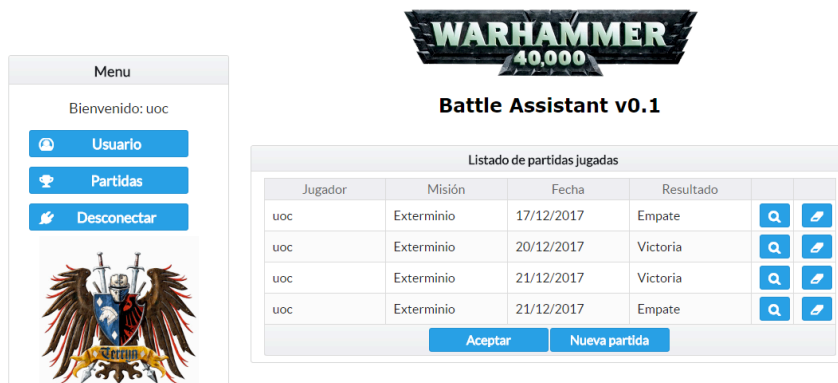 WARHAMMER
40,000
Battle Assistant v0.1
Menu
Bienvenido: uoc
Usuario
Partidas
Desconectar
Terrun
Listado de partidas jugadas
Jugador Misión Fecha Resultado
uoc Exterminio 17/12/2017 Empate
uoc Exterminio 20/12/2017 Victoria
uoc Exterminio 21/12/2017 Victoria
uoc Exterminio 21/12/2017 Empate
Aceptar Nueva partida